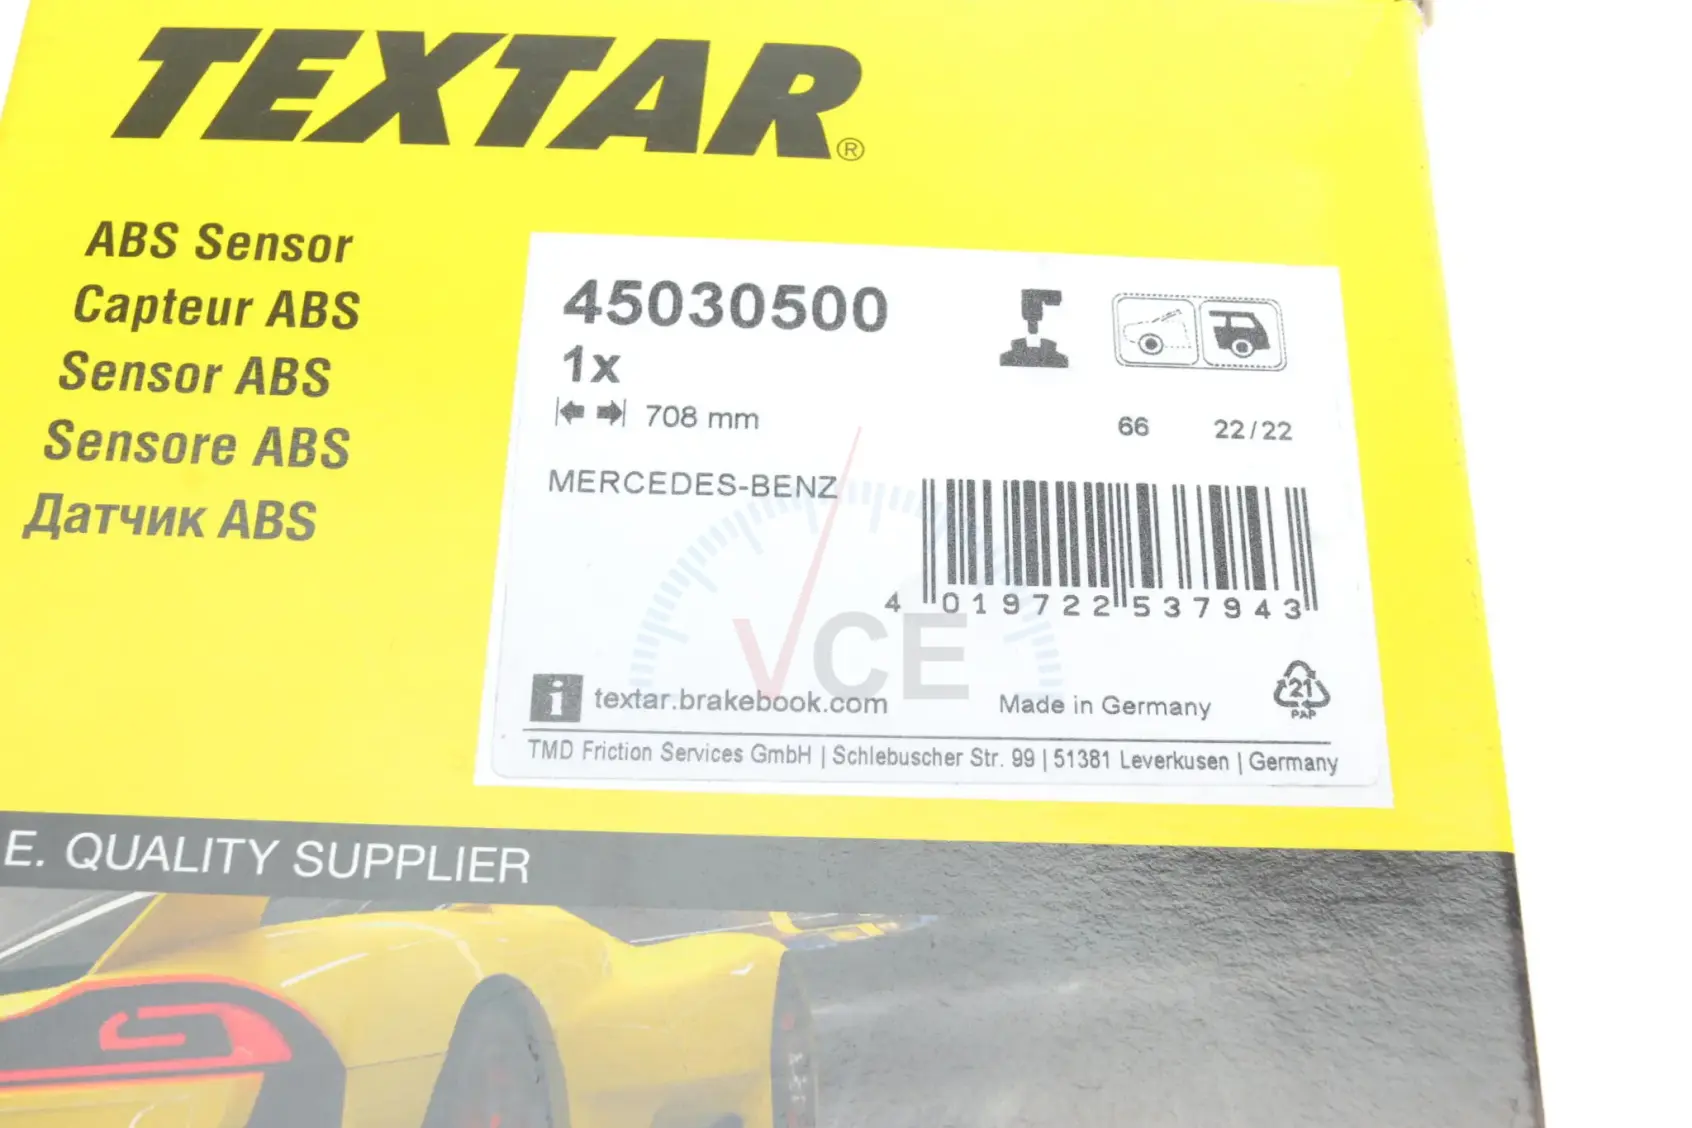 TEXTAR®
ABS Sensor
Capteur ABS
Sensor ABS
Sensore ABS
Датчик ABS
45030500
1x
708 mm
66 22/22
MERCEDES-BENZ
4 019722 537943
VCE
i textar.brakebook.com
Made in Germany
21
PAP
TMD Friction Services GmbH | Schlebuscher Str. 99 | 51381 Leverkusen | Germany
E. QUALITY SUPPLIER